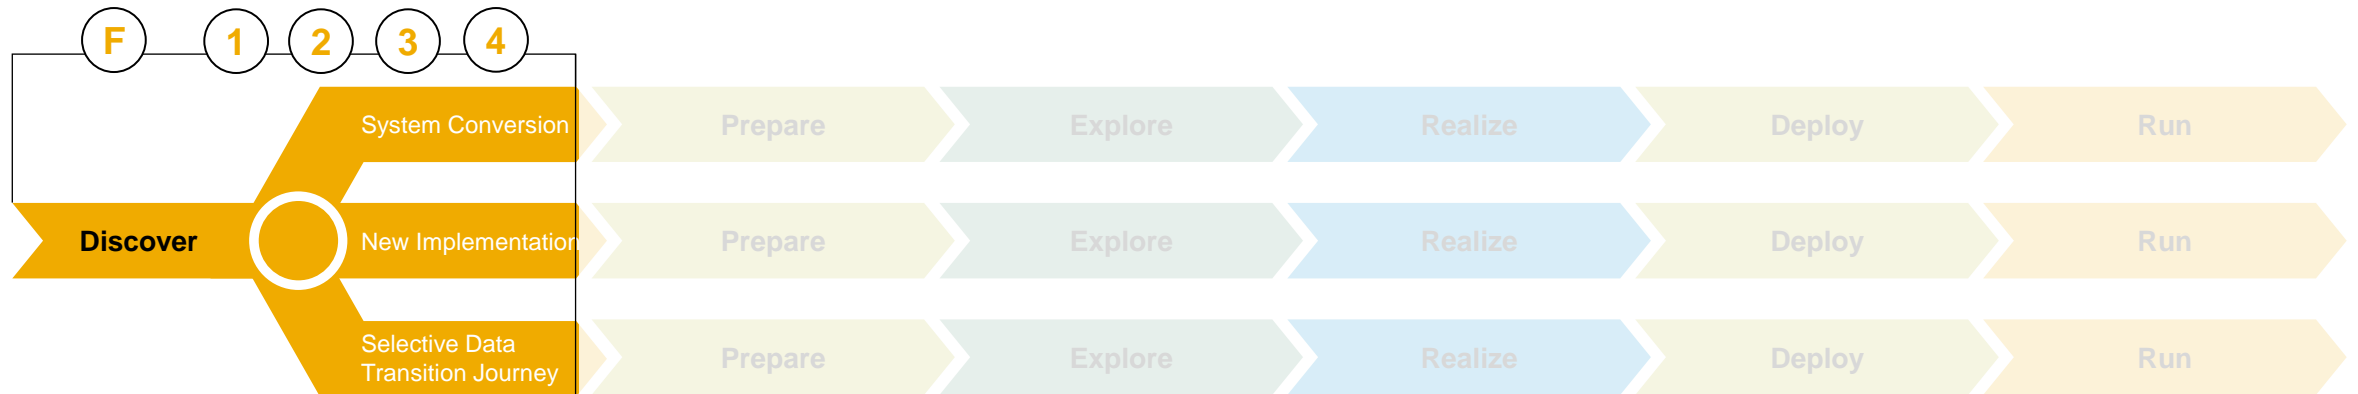 F 1 2 3 4
System Conversion Prepare Explore Realize Deploy Run
Discover New Implementation Prepare Explore Realize Deploy Run
Selective Data
Transition Journey Prepare Explore Realize Deploy Run